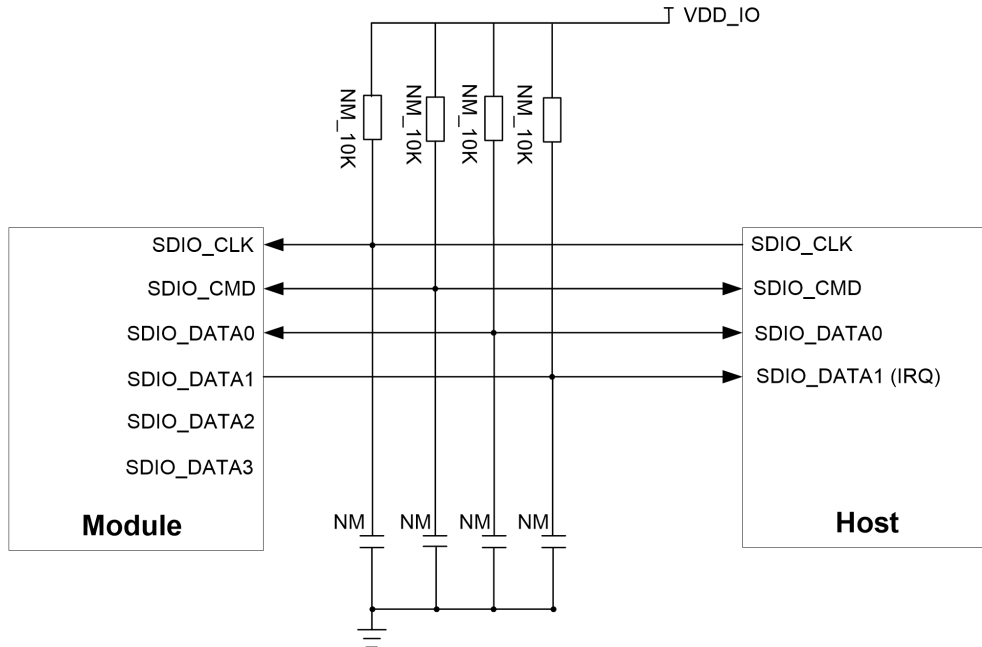 VDD_IO
NM_10K
NM_10K
NM_10K
NM_10K
SDIO_CLK
SDIO_CLK
SDIO_CMD
SDIO_CMD
SDIO_DATA0
SDIO_DATA0
SDIO_DATA1
SDIO_DATA1 (IRQ)
SDIO_DATA2
SDIO_DATA3
NM
NM
NM
NM
Module
Host